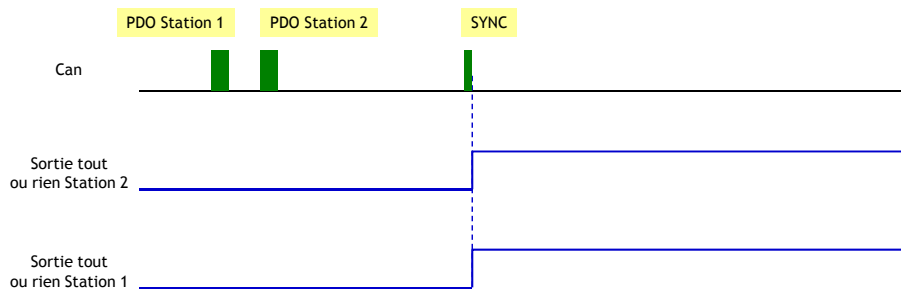 PDO Station 1
PDO Station 2
SYNC
Can
Sortie tout
ou rien Station 2
Sortie tout
ou rien Station 1